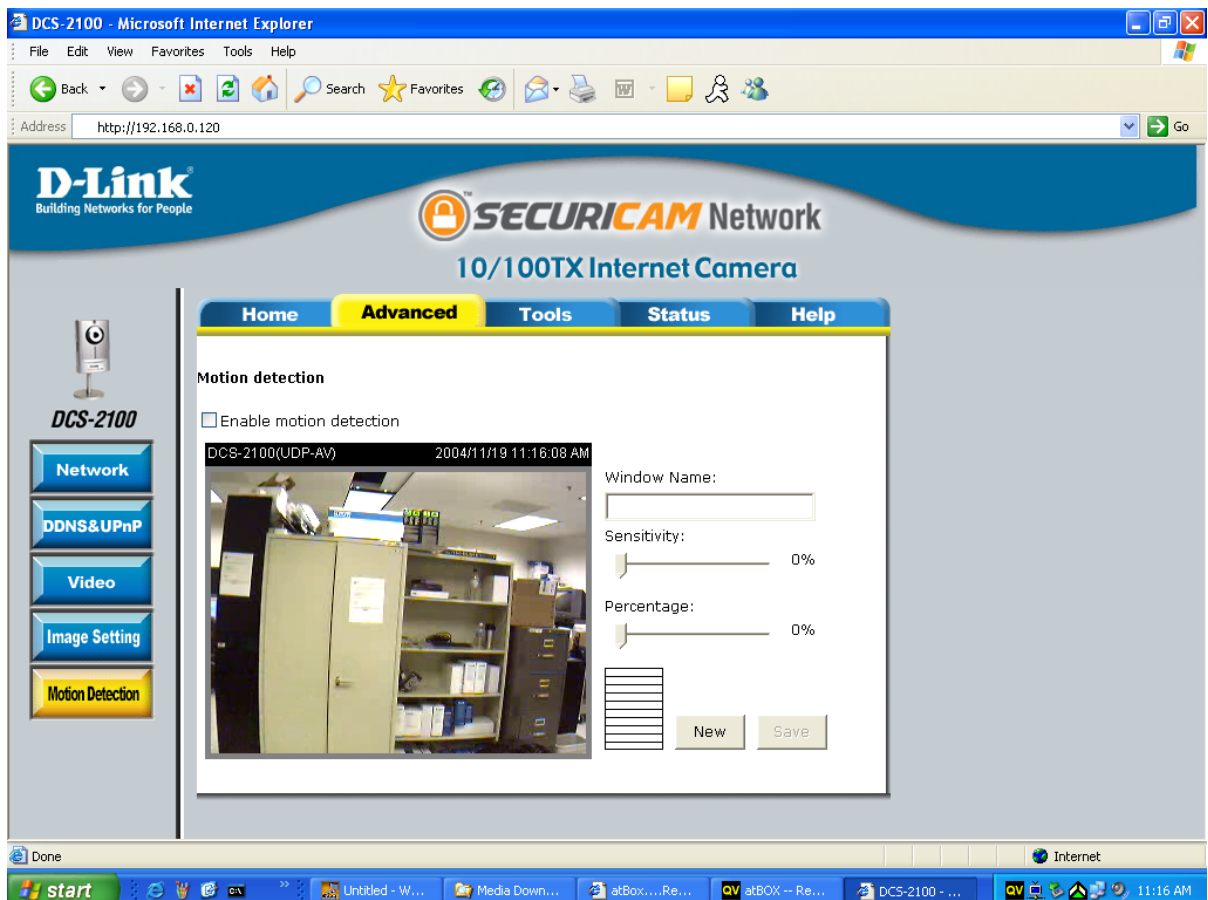 DCS-2100 - Microsoft Internet Explorer
File Edit View Favorites Tools Help
Back Search Favorites
Address http://192.168.0.120 Go
D-Link®
Building Networks for People
SECURICAM™ Network
10/100TX Internet Camera
Home Advanced Tools Status Help
DCS-2100
Network
DDNS&UPnP
Video
Image Setting
Motion Detection
Motion detection
Enable motion detection
DCS-2100(UDP-AV) 2004/11/19 11:16:08 AM
Window Name:
Sensitivity:
0%
Percentage:
0%
New Save
Done Internet
start Untitled - W... Media Down... atBox....Re... QV atBOX -- Re... DCS-2100 - ... QV 11:16 AM